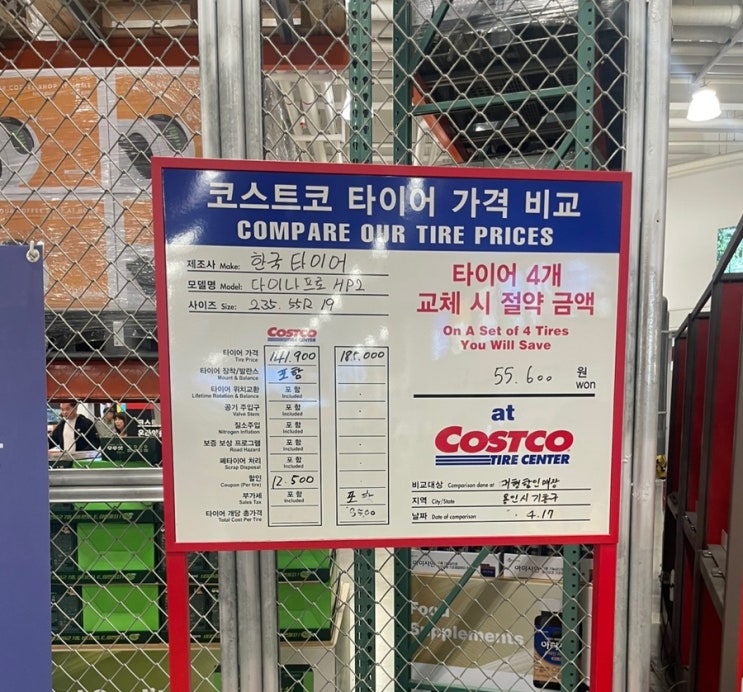 코스트코 타이어 가격 비교
COMPARE OUR TIRE PRICES
제조사 Make: 한국타이어
모델명 Model: 다이나프로 HP2
사이즈 Size: 235. 55R 19
타이어 4개
교체 시 절약 금액
On A Set of 4 Tires
You Will Save
55.600 원
won
COSTCO
TIRE CENTER
타이어 가격 141.900 185.000
Tire Price
타이어 장착/발란스 포함
Mount & Balance
타이어 위치교환 포함
Lifetime Rotation & Balance Included
공기 주입구 포함
Valve Stem Included
질소주입 포함
Nitrogen Inflation Included
보증 보상 프로그램 포함
Road Hazard Included
폐타이어 처리 포함
Scrap Disposal Included
할인 12.500
Coupon (Per tire)
부가세 포함 포함
Sales Tax Included
타이어 개당 총가격
Total Cost Per Tire
at
COSTCO
TIRE CENTER
비교대상 Comparison done at
지역 City/State 용인시 기흥구
날짜 Date of comparison 4.17
Food
Supplements